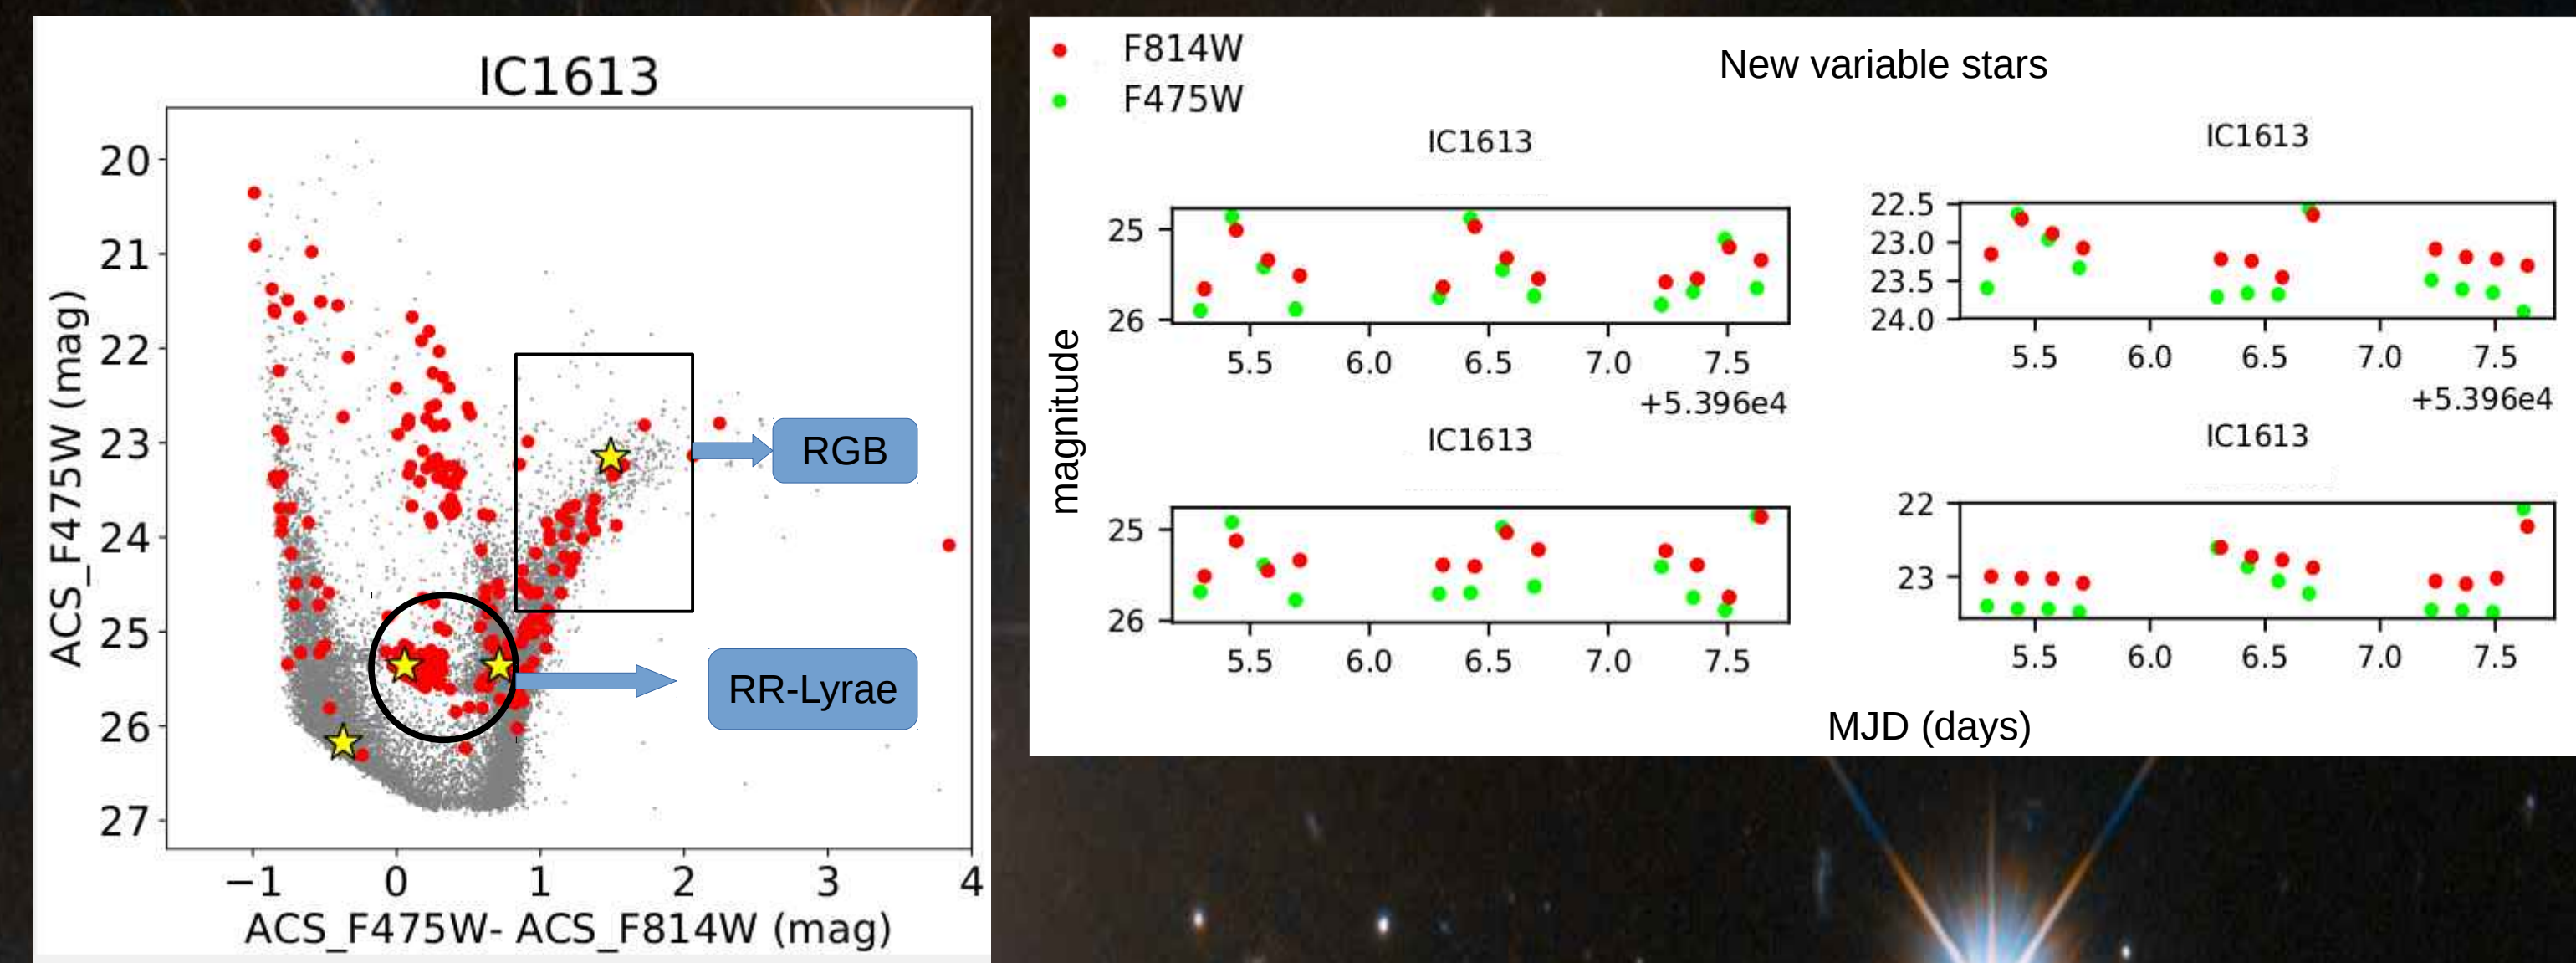 IC1613
20
21
22
23
24
25
26
27
ACS_F475W (mag)
−1 0 1 2 3 4
ACS_F475W- ACS_F814W (mag)
RGB
RR-Lyrae
F814W
F475W
New variable stars
magnitude
IC1613
25
26
5.5 6.0 6.5 7.0 7.5
+5.396e4
IC1613
22.5
23.0
23.5
24.0
5.5 6.0 6.5 7.0 7.5
+5.396e4
IC1613
25
26
5.5 6.0 6.5 7.0 7.5
IC1613
22
23
5.5 6.0 6.5 7.0 7.5
MJD (days)